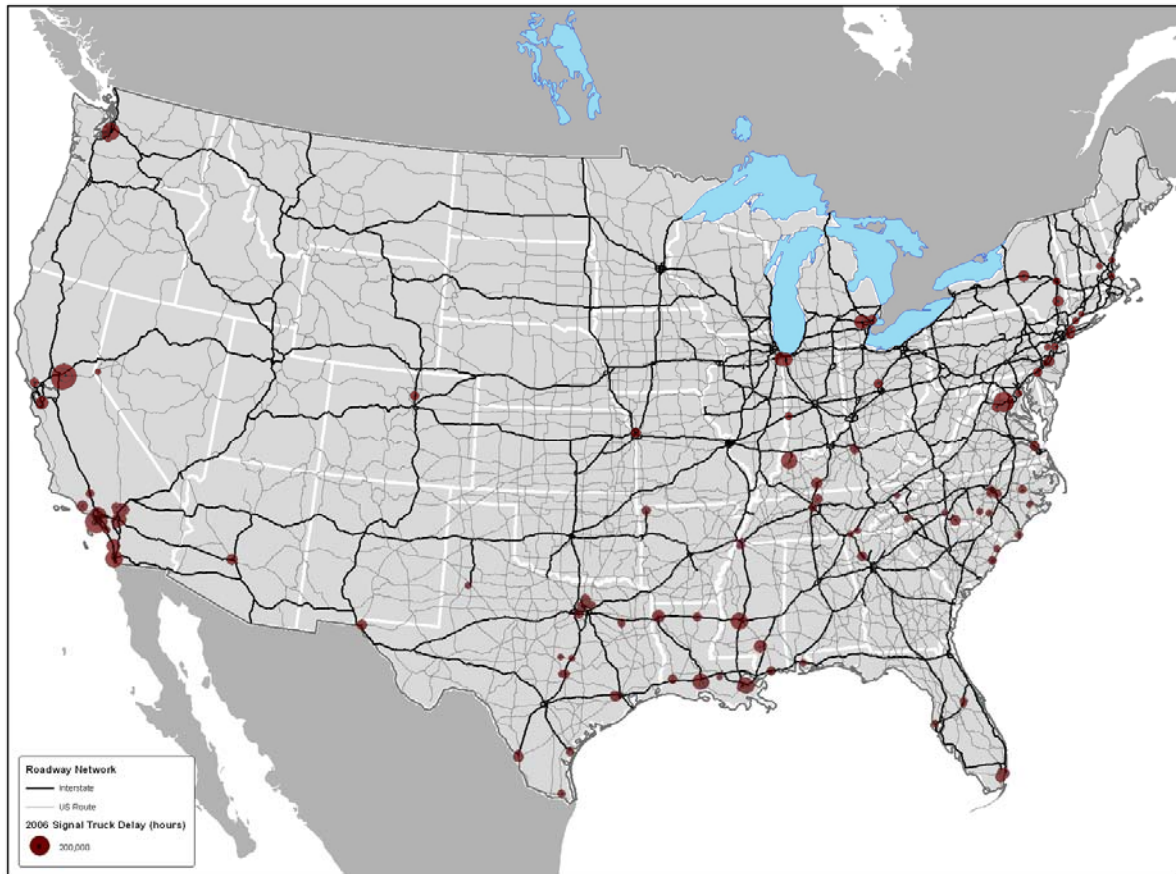 Roadway Network
Interstate
US Route
2006 Signal Truck Delay (hours)
200,000